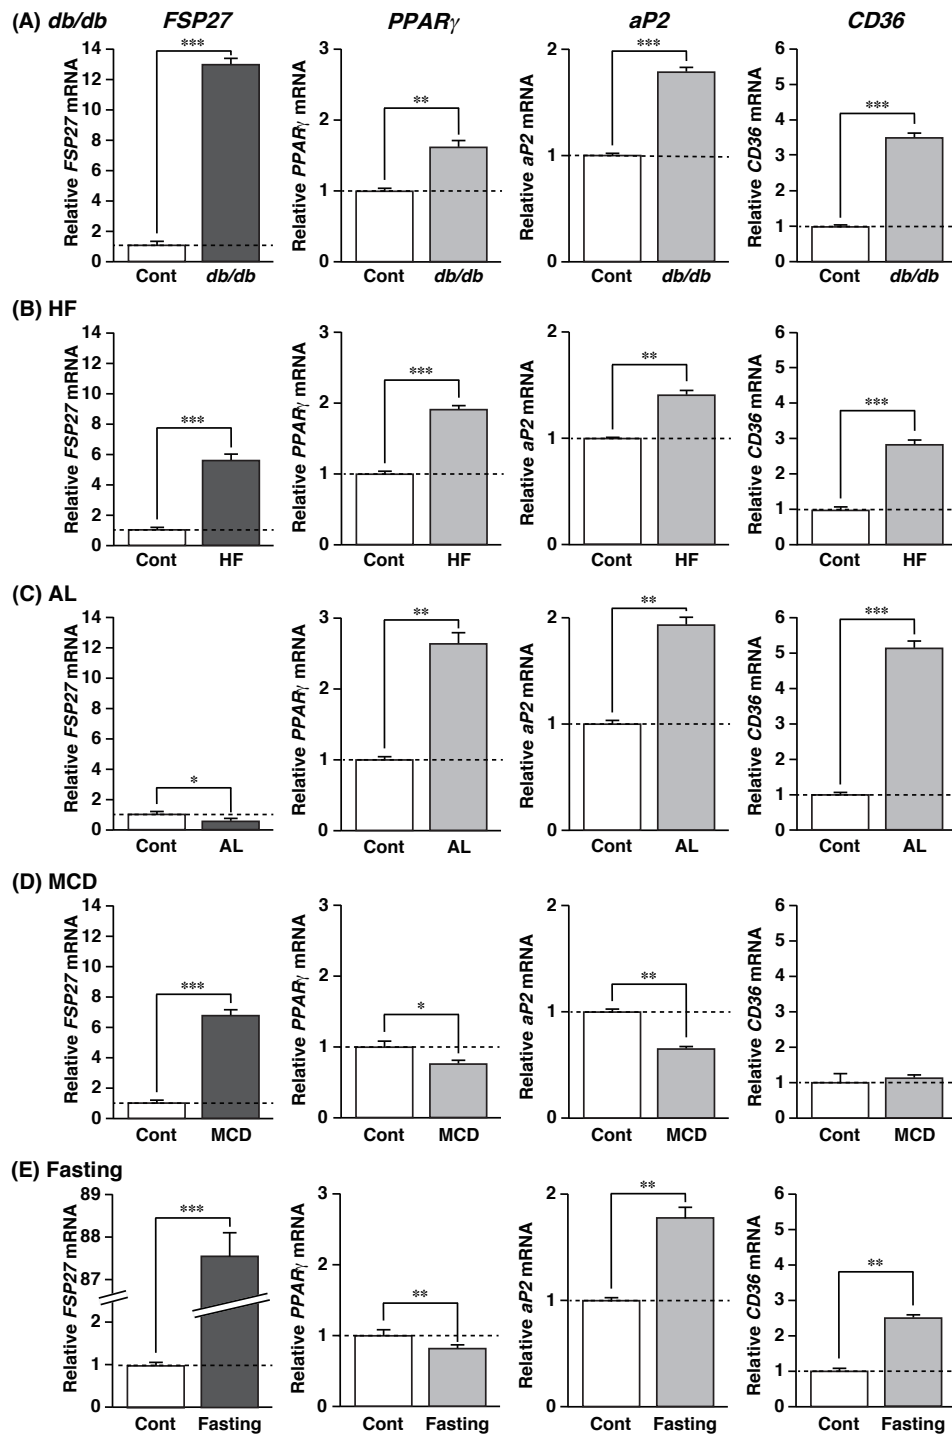 (A) db/db FSP27 PPARγ aP2 CD36
Relative FSP27 mRNA
14
12
10
8
6
4
2
0
***
Cont db/db
Relative PPARγ mRNA
3
2
1
0
**
Cont db/db
Relative aP2 mRNA
2
1
0
***
Cont db/db
Relative CD36 mRNA
6
5
4
3
2
1
0
***
Cont db/db
(B) HF
Relative FSP27 mRNA
14
12
10
8
6
4
2
0
***
Cont HF
Relative PPARγ mRNA
3
2
1
0
***
Cont HF
Relative aP2 mRNA
2
1
0
**
Cont HF
Relative CD36 mRNA
6
5
4
3
2
1
0
***
Cont HF
(C) AL
Relative FSP27 mRNA
14
12
10
8
6
4
2
0
*
Cont AL
Relative PPARγ mRNA
3
2
1
0
**
Cont AL
Relative aP2 mRNA
2
1
0
**
Cont AL
Relative CD36 mRNA
6
5
4
3
2
1
0
***
Cont AL
(D) MCD
Relative FSP27 mRNA
14
12
10
8
6
4
2
0
***
Cont MCD
Relative PPARγ mRNA
3
2
1
0
*
Cont MCD
Relative aP2 mRNA
2
1
0
**
Cont MCD
Relative CD36 mRNA
6
5
4
3
2
1
0
Cont MCD
(E) Fasting
Relative FSP27 mRNA
89
88
87
2
1
0
***
Cont Fasting
Relative PPARγ mRNA
3
2
1
0
**
Cont Fasting
Relative aP2 mRNA
2
1
0
**
Cont Fasting
Relative CD36 mRNA
6
5
4
3
2
1
0
**
Cont Fasting